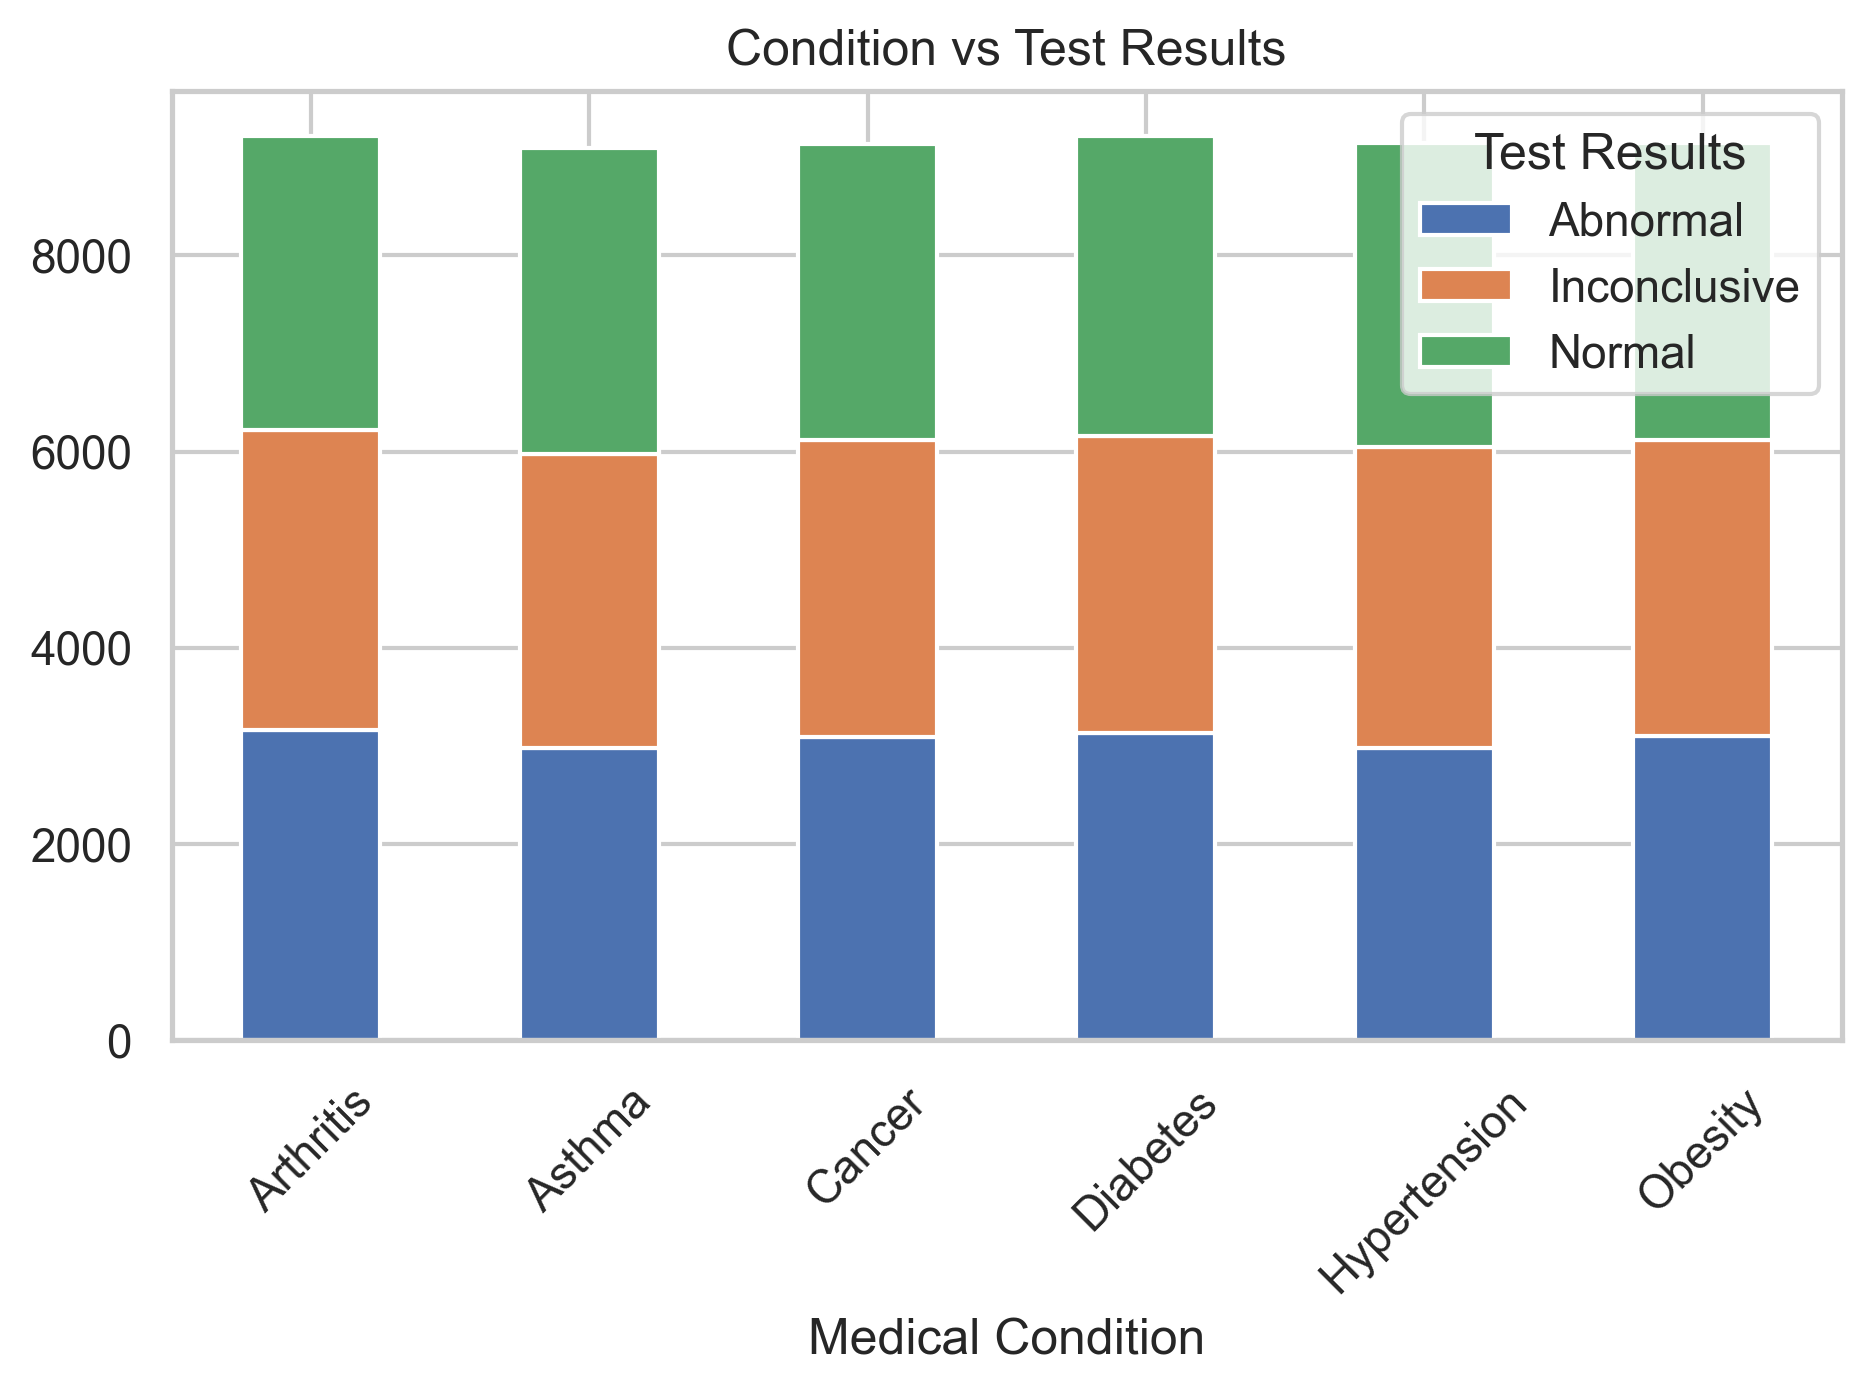 Condition vs Test Results
Test Results
Abnormal
Inconclusive
Normal
8000
6000
4000
2000
0
Arthritis
Asthma
Cancer
Diabetes
Hypertension
Obesity
Medical Condition